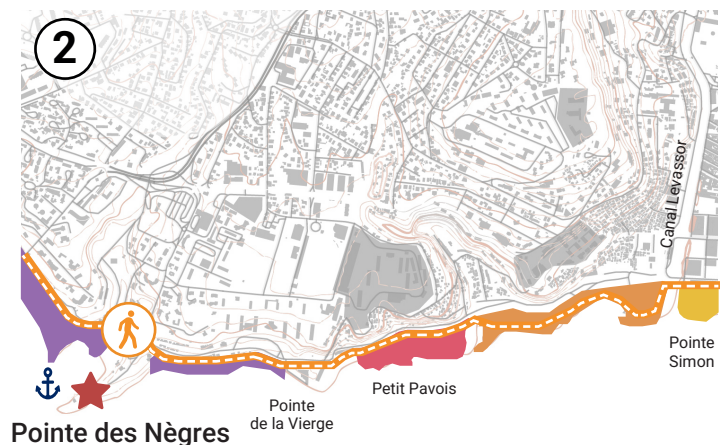 2
Canal Levassor
Pointe
Simon
Petit Pavois
Pointe
de la Vierge
Pointe des Nègres